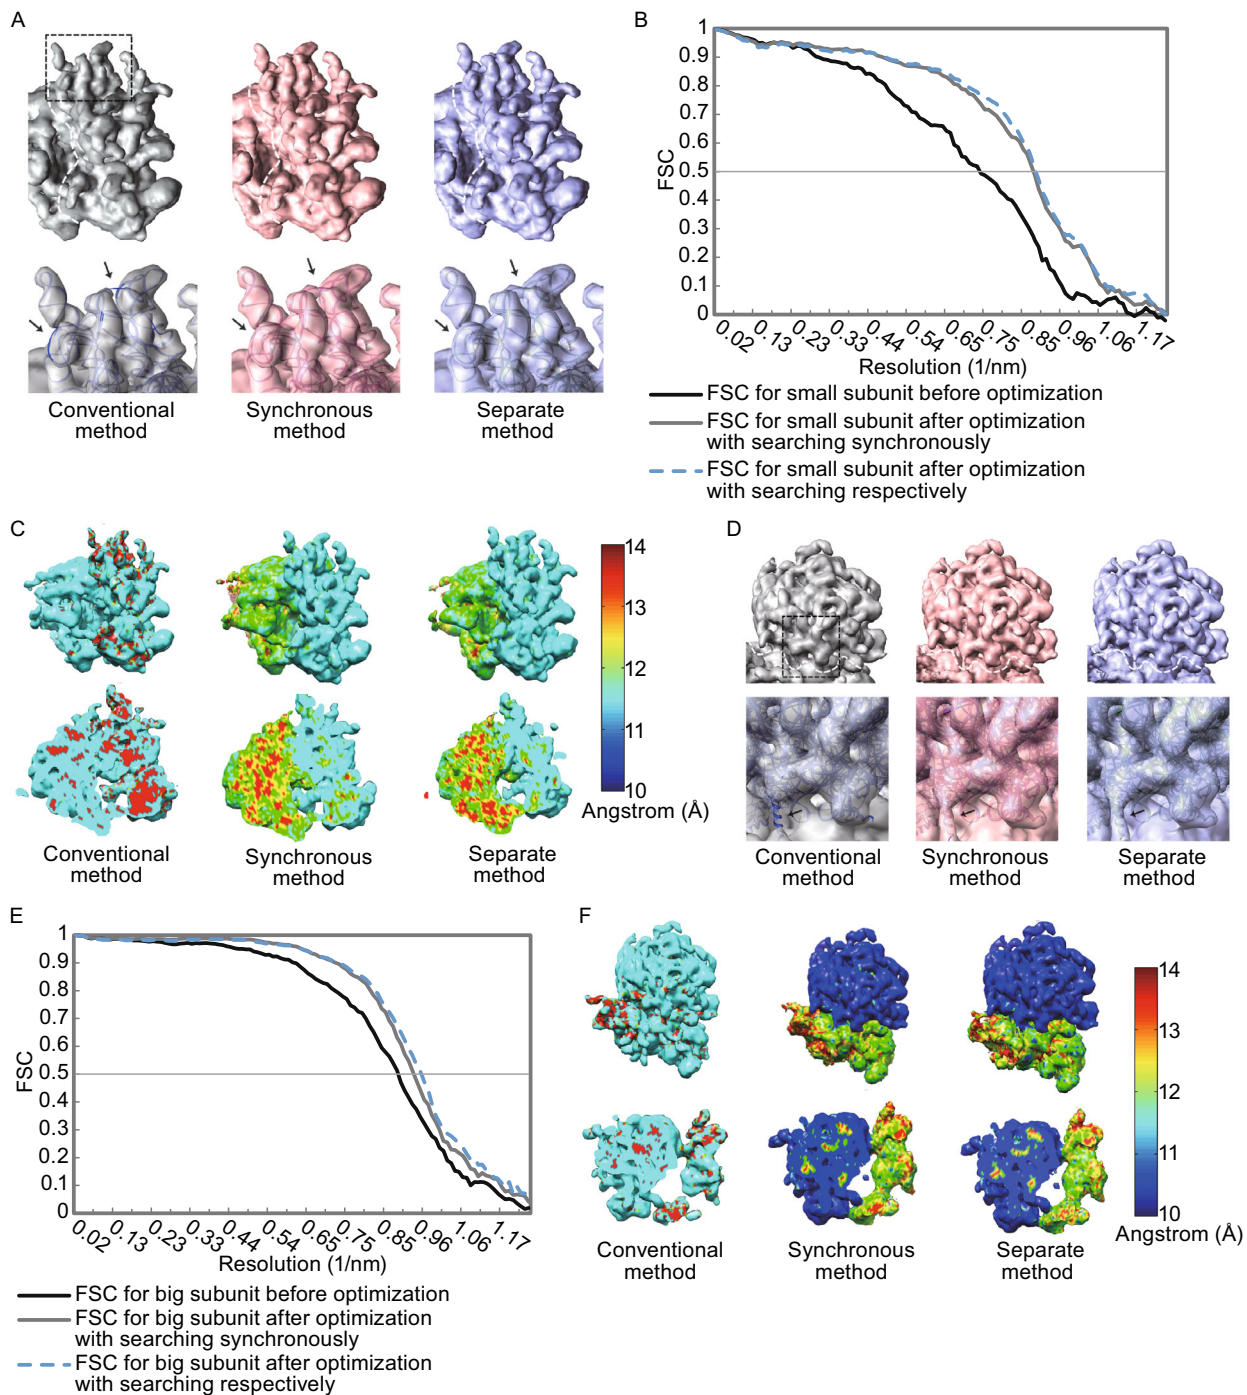 A
Conventional
method
Synchronous
method
Separate
method
B
FSC
1
0.9
0.8
0.7
0.6
0.5
0.4
0.3
0.2
0.1
0
0.02
0.13
0.23
0.33
0.44
0.54
0.65
0.75
0.85
0.96
1.06
1.17
Resolution (1/nm)
FSC for small subunit before optimization
FSC for small subunit after optimization
with searching synchronously
FSC for small subunit after optimization
with searching respectively
C
14
13
12
11
10
Angstrom (Å)
Conventional
method
Synchronous
method
Separate
method
D
Conventional
method
Synchronous
method
Separate
method
E
FSC
1
0.9
0.8
0.7
0.6
0.5
0.4
0.3
0.2
0.1
0
0.02
0.13
0.23
0.33
0.44
0.54
0.65
0.75
0.85
0.96
1.06
1.17
Resolution (1/nm)
FSC for big subunit before optimization
FSC for big subunit after optimization
with searching synchronously
FSC for big subunit after optimization
with searching respectively
F
14
13
12
11
10
Angstrom (Å)
Conventional
method
Synchronous
method
Separate
method